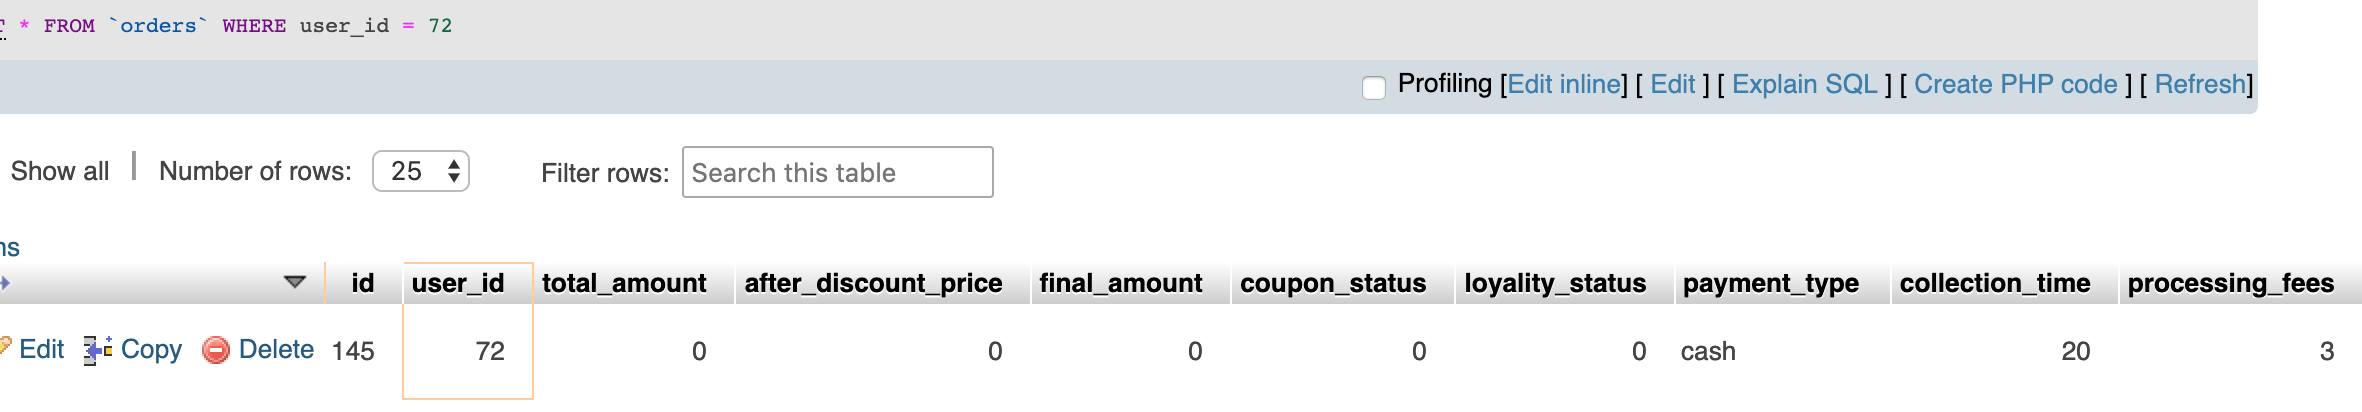 * FROM `orders` WHERE user_id = 72
Profiling [Edit inline] [ Edit ] [ Explain SQL ] [ Create PHP code ] [ Refresh]
Show all | Number of rows: 25 Filter rows: Search this table
id user_id total_amount after_discount_price final_amount coupon_status loyality_status payment_type collection_time processing_fees
Edit Copy Delete 145 72 0 0 0 0 0 cash 20 3